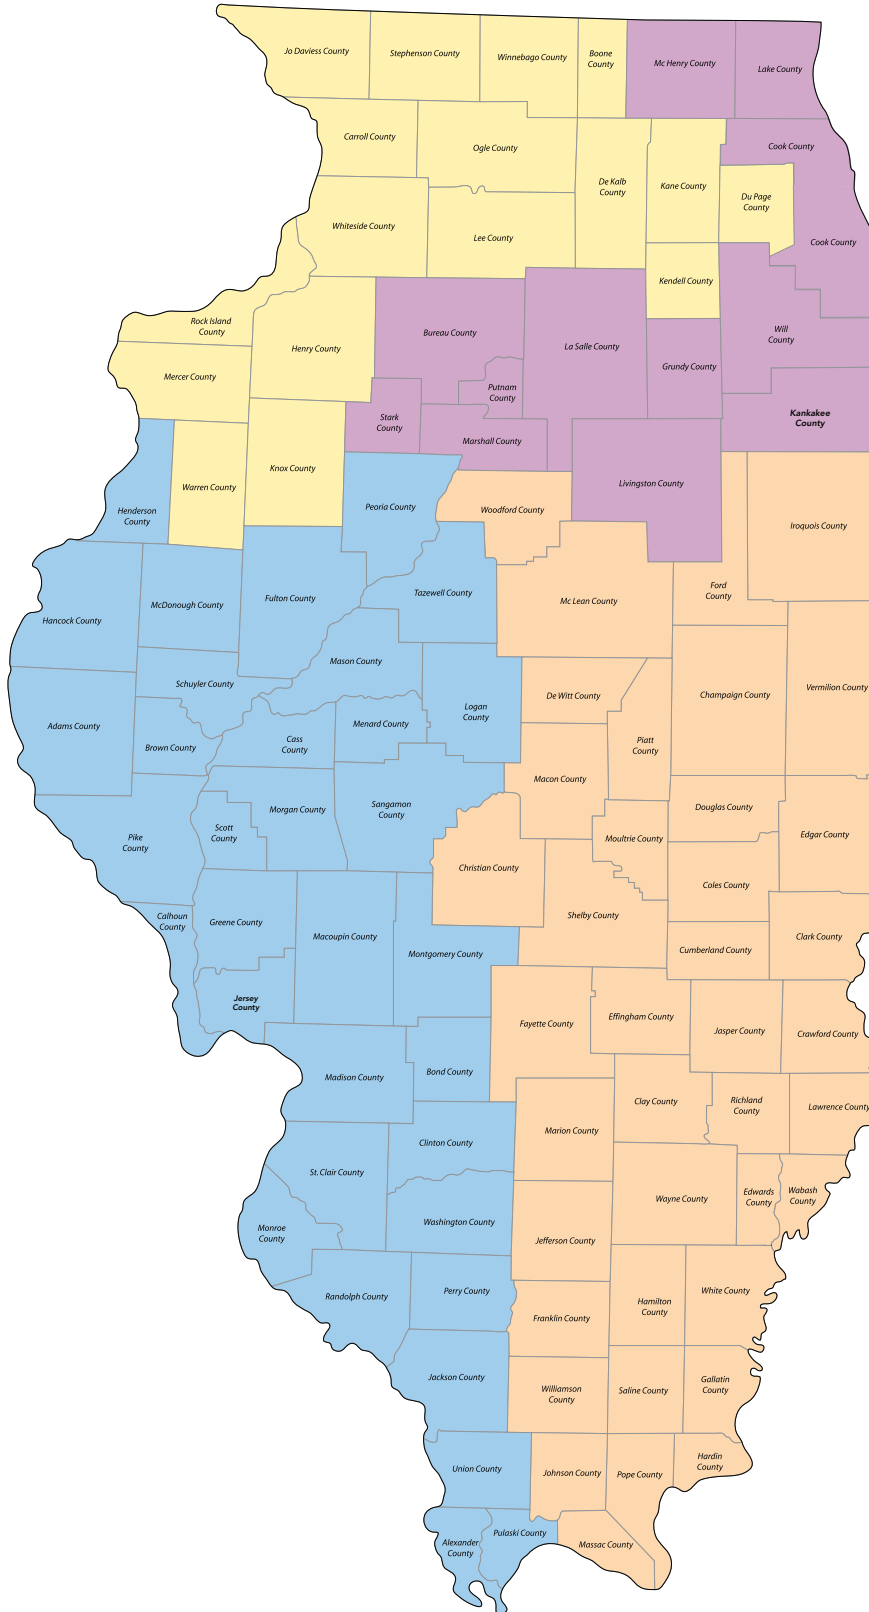 Jo Daviess County
Stephenson County
Winnebago County
Boone
County
Mc Henry County
Lake County
Carroll County
Ogle County
De Kalb
County
Kane County
Cook County
Du Page
County
Whiteside County
Lee County
Cook County
Kendell County
Rock Island
County
Bureau County
La Salle County
Will
County
Henry County
Mercer County
Grundy County
Putnam
County
Stark
County
Kankakee
County
Marshall County
Knox County
Warren County
Livingston County
Henderson
County
Peoria County
Woodford County
Iroquois County
Ford
County
Hancock County
McDonough County
Fulton County
Tazewell County
Mc Lean County
Schuyler County
Mason County
Logan
County
De Witt County
Champaign County
Vermilion County
Adams County
Brown County
Cass
County
Menard County
Piatt
County
Macon County
Pike
County
Scott
County
Morgan County
Sangamon
County
Douglas County
Moultrie County
Edgar County
Christian County
Coles County
Calhoun
County
Greene County
Macoupin County
Shelby County
Montgomery County
Cumberland County
Clark County
Jersey
County
Fayette County
Effingham County
Jasper County
Crawford County
Madison County
Bond County
Clay County
Richland
County
Lawrence County
Marion County
Clinton County
St. Clair County
Wayne County
Edwards
County
Wabash
County
Monroe
County
Washington County
Jefferson County
Randolph County
Perry County
Franklin County
Hamilton
County
White County
Jackson County
Williamson
County
Saline County
Gallatin
County
Union County
Johnson County
Pope County
Hardin
County
Alexander
County
Pulaski County
Massac County